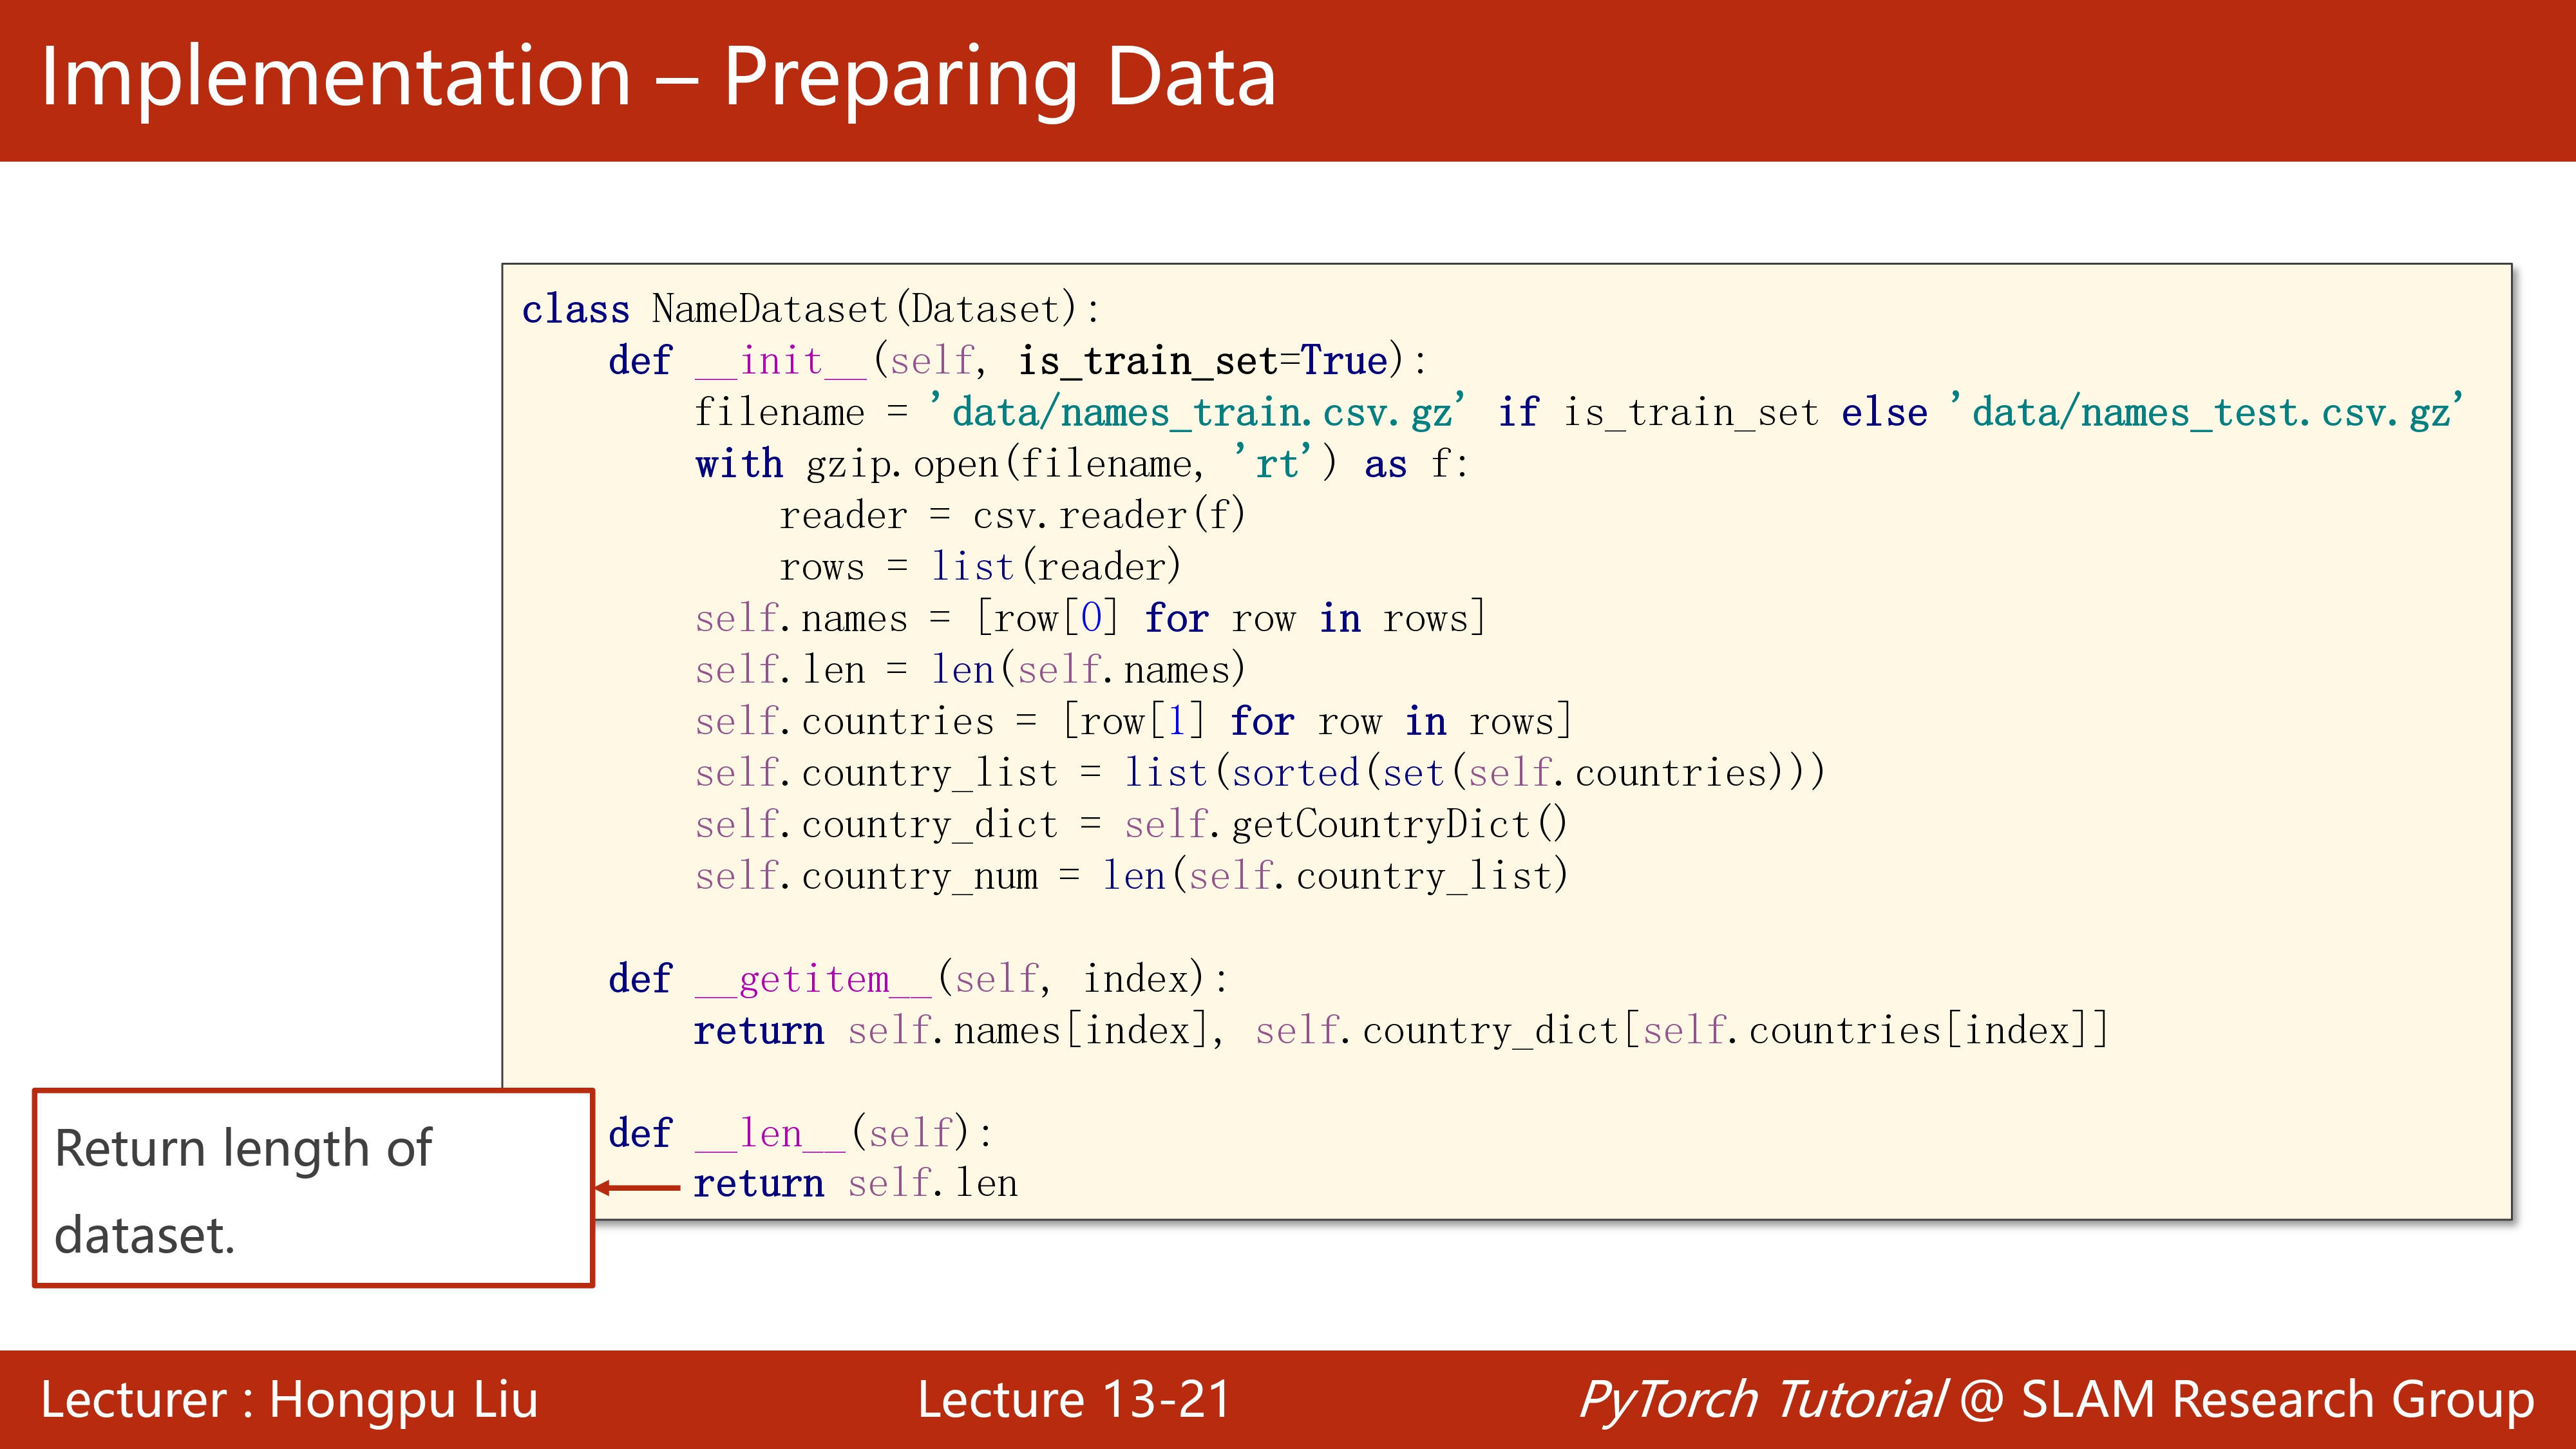 Implementation – Preparing Data
class NameDataset(Dataset):
    def __init__(self, is_train_set=True):
        filename = 'data/names_train.csv.gz' if is_train_set else 'data/names_test.csv.gz'
        with gzip.open(filename, 'rt') as f:
            reader = csv.reader(f)
            rows = list(reader)
        self.names = [row[0] for row in rows]
        self.len = len(self.names)
        self.countries = [row[1] for row in rows]
        self.country_list = list(sorted(set(self.countries)))
        self.country_dict = self.getCountryDict()
        self.country_num = len(self.country_list)
    def __getitem__(self, index):
        return self.names[index], self.country_dict[self.countries[index]]
    def __len__(self):
        return self.len
Return length of
dataset.
Lecturer : Hongpu Liu
Lecture 13-21
PyTorch Tutorial @ SLAM Research Group